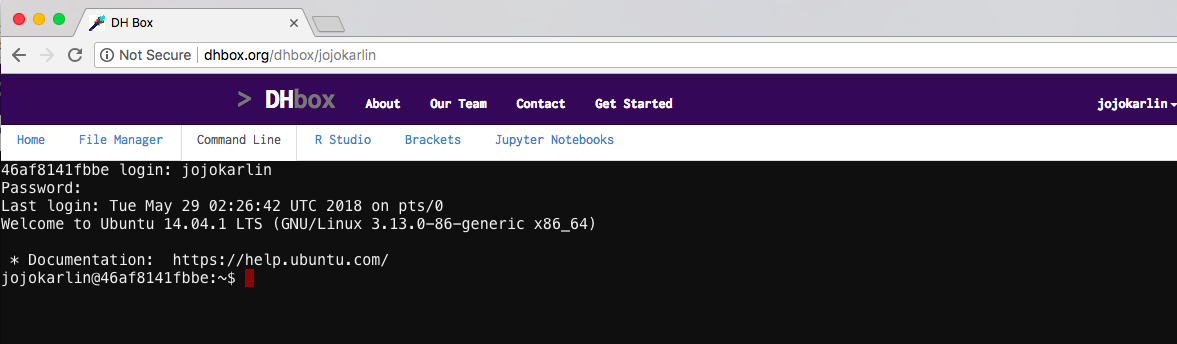 DH Box
Not Secure | dhbox.org/dhbox/jojokarlin
> DHbox About Our Team Contact Get Started jojokarlin
Home File Manager Command Line R Studio Brackets Jupyter Notebooks
46af8141fbbe login: jojokarlin
Password:
Last login: Tue May 29 02:26:42 UTC 2018 on pts/0
Welcome to Ubuntu 14.04.1 LTS (GNU/Linux 3.13.0-86-generic x86_64)
* Documentation:  https://help.ubuntu.com/
jojokarlin@46af8141fbbe:~$